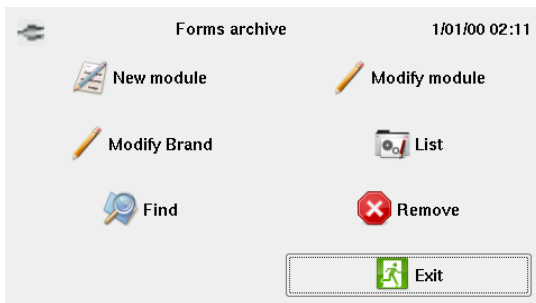 Forms archive 1/01/00 02:11
New module Modify module
Modify Brand List
Find Remove
Exit